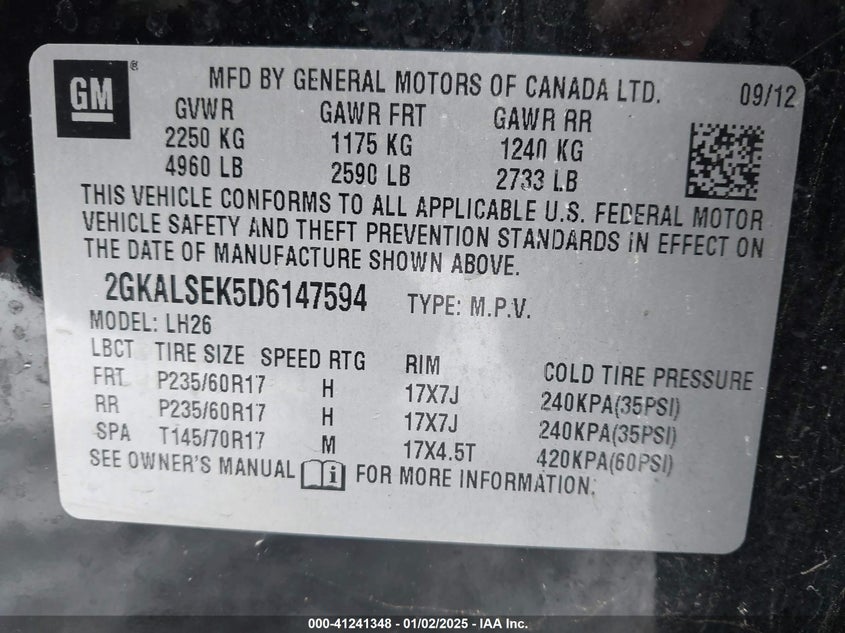 GM ®
MFD BY GENERAL MOTORS OF CANADA LTD. 09/12
GVWR GAWR FRT GAWR RR
2250 KG 1175 KG 1240 KG
4960 LB 2590 LB 2733 LB
THIS VEHICLE CONFORMS TO ALL APPLICABLE U.S. FEDERAL MOTOR
VEHICLE SAFETY AND THEFT PREVENTION STANDARDS IN EFFECT ON
THE DATE OF MANUFACTURE SHOWN ABOVE.
2GKALSEK5D6147594 TYPE: M.P.V.
MODEL: LH26
LBCT TIRE SIZE SPEED RTG RIM COLD TIRE PRESSURE
FRT P235/60R17 H 17X7J 240KPA(35PSI)
RR P235/60R17 H 17X7J 240KPA(35PSI)
SPA T145/70R17 M 17X4.5T 420KPA(60PSI)
SEE OWNER'S MANUAL i FOR MORE INFORMATION.
000-41241348 | 01/02/2025 | IAA Inc.